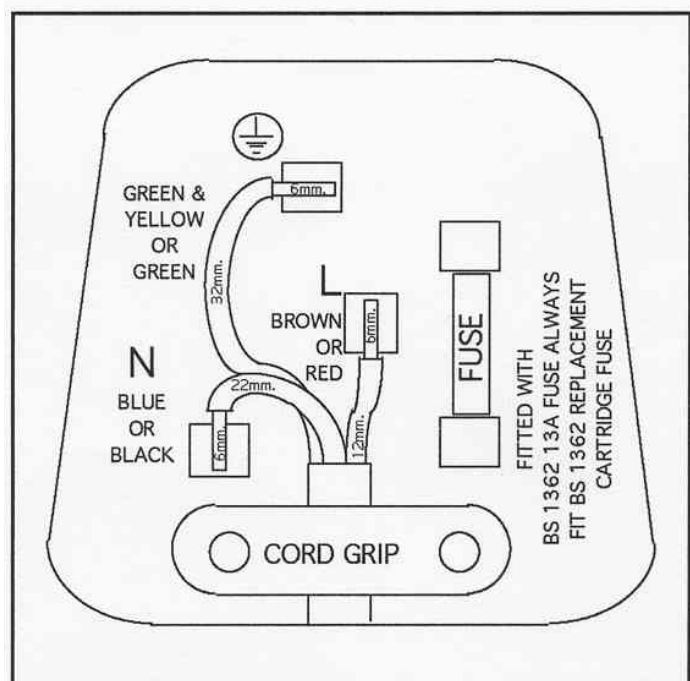 6mm.
GREEN &
YELLOW
OR
GREEN
32mm.
L
BROWN
OR
RED
6mm.
N
BLUE
OR
BLACK
22mm.
6mm.
12mm.
FUSE
FITTED WITH
BS 1362 13A FUSE ALWAYS
FIT BS 1362 REPLACEMENT
CARTRIDGE FUSE
CORD GRIP